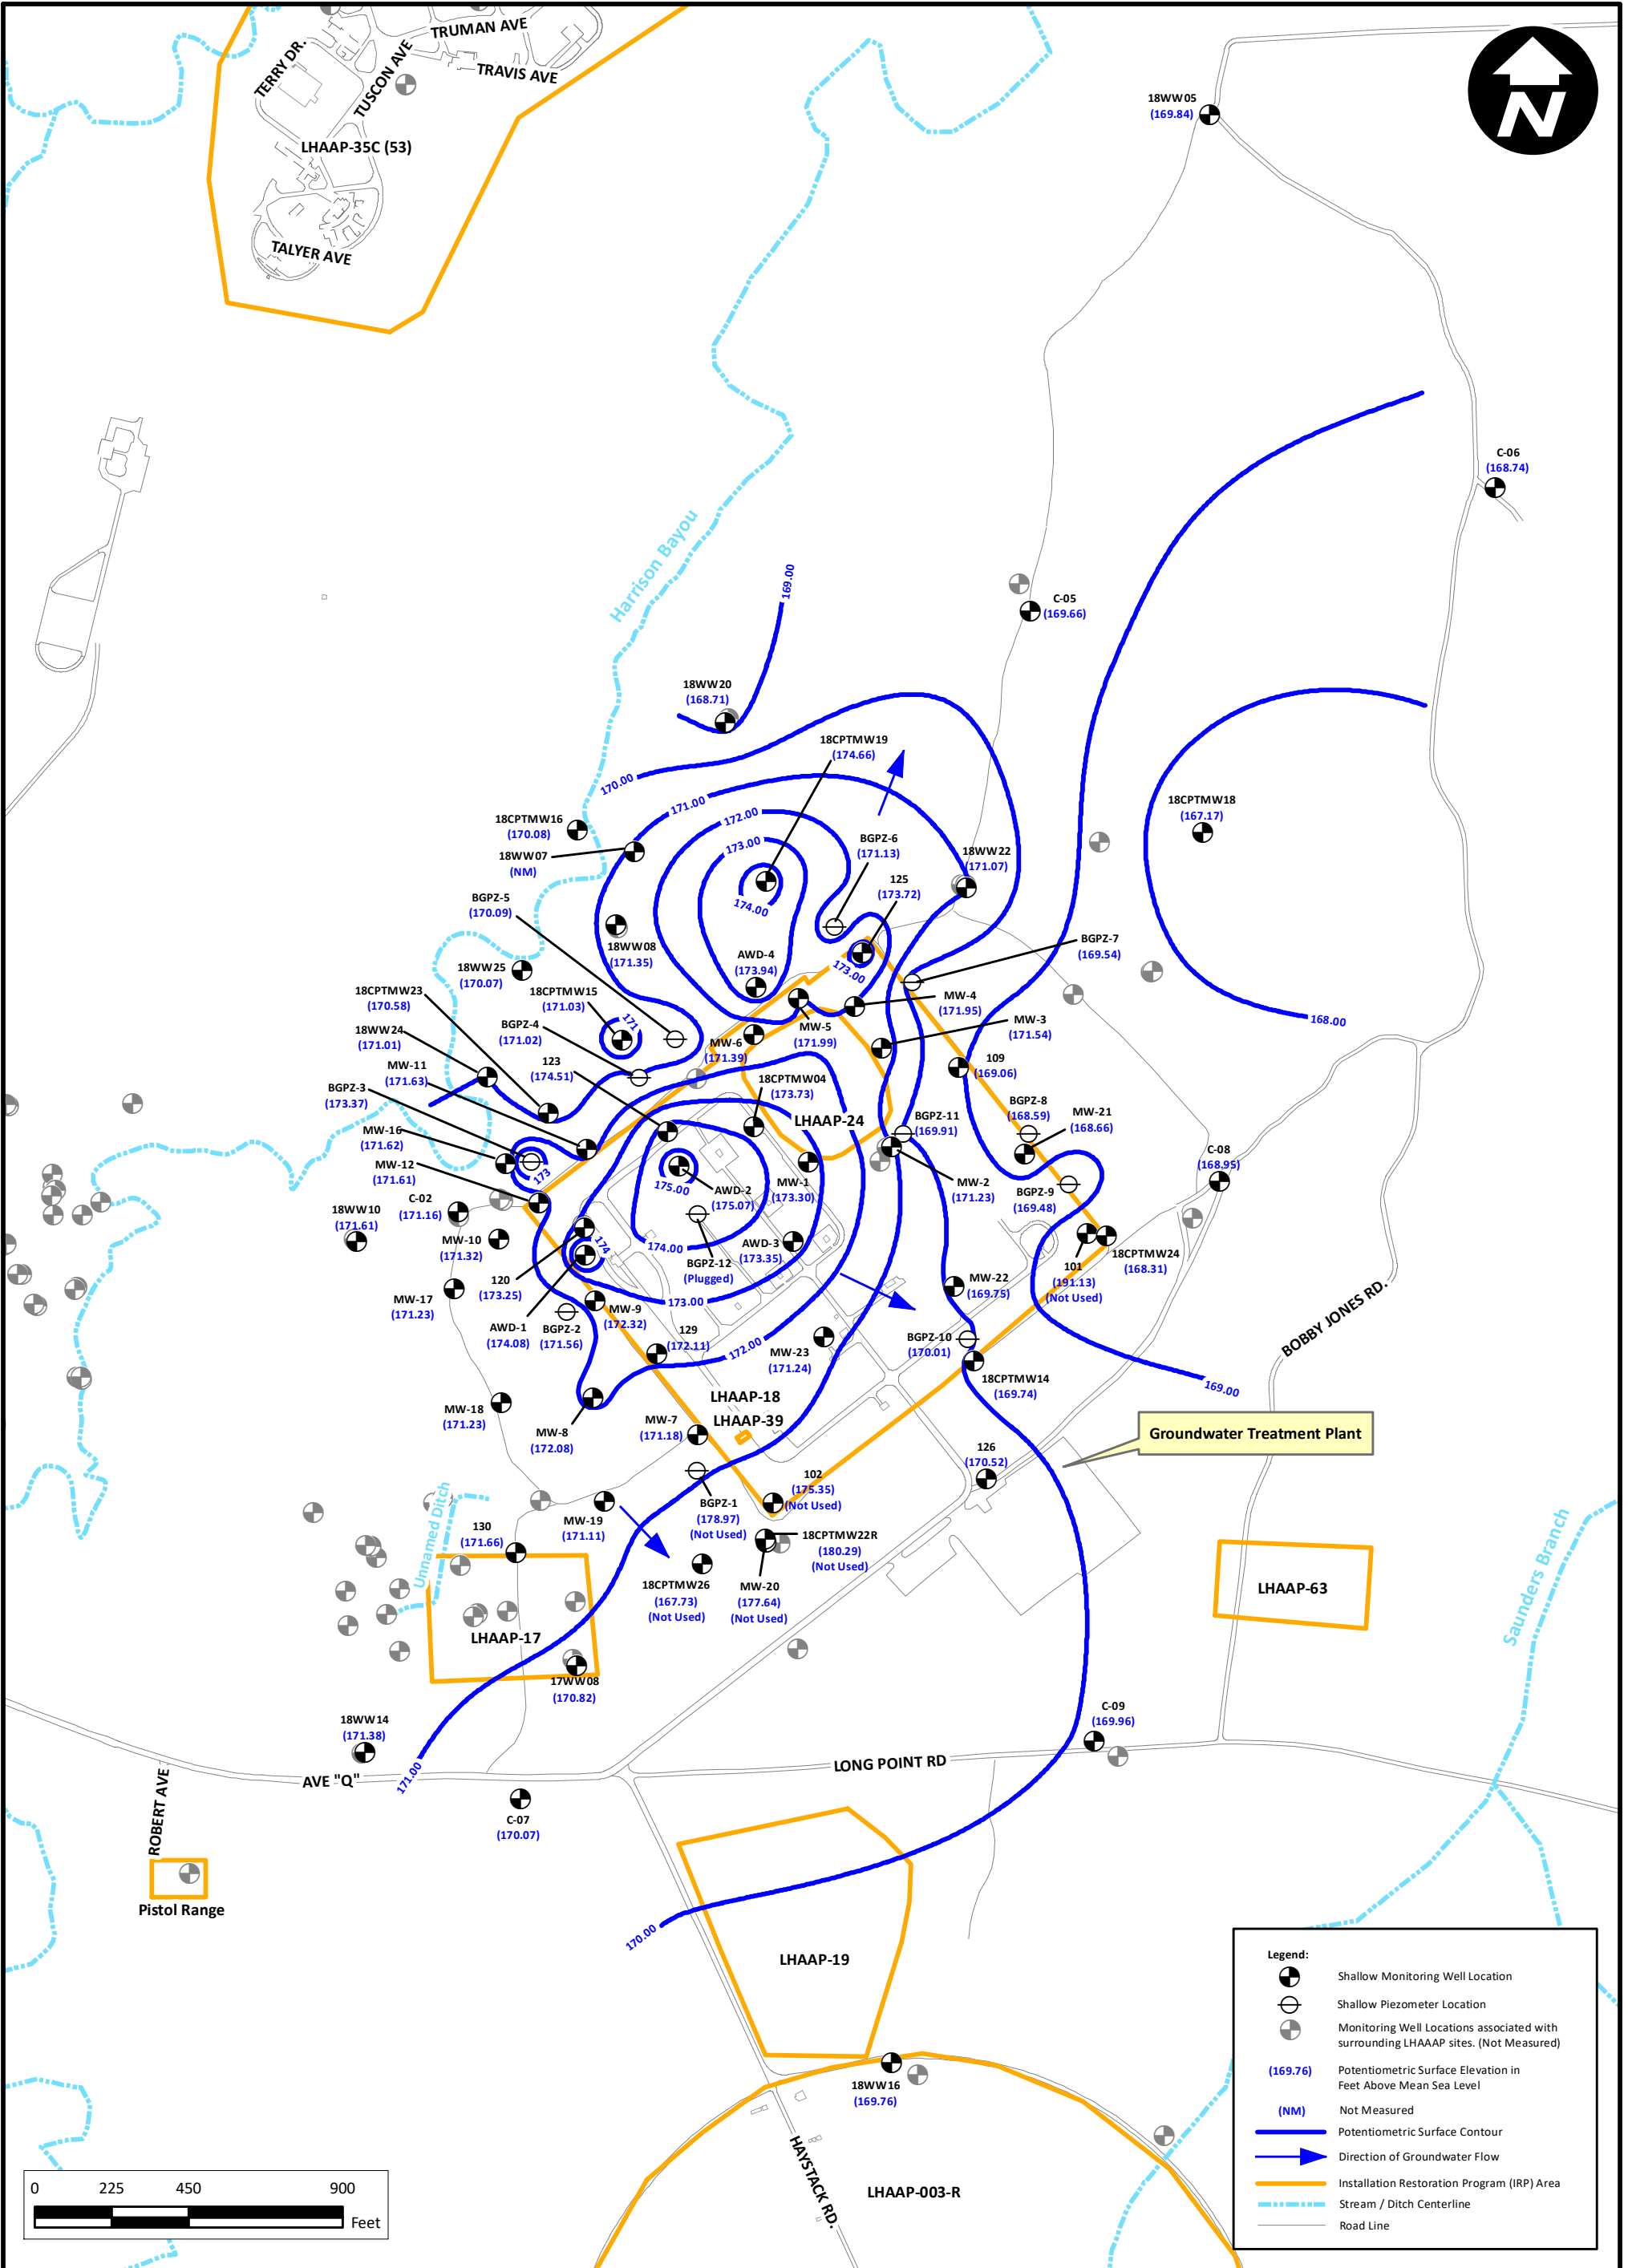 TRUMAN AVE
TERRY DR.
TUSCON AVE
TRAVIS AVE
LHAAP-35C (53)
TALYER AVE
N
18WW05
(169.84)
C-06
(168.74)
Harrison Bayou
169.00
C-05
(169.66)
18WW20
(168.71)
18CPTMW19
(174.66)
170.00
171.00
172.00
173.00
174.00
18CPTMW16
(170.08)
18WW07
(NM)
BGPZ-6
(171.13)
18WW22
(171.07)
125
(173.72)
18CPTMW18
(167.17)
BGPZ-5
(170.09)
18WW08
(171.35)
AWD-4
(173.94)
173.00
BGPZ-7
(169.54)
18WW25
(170.07)
18CPTMW23
(170.58)
18CPTMW15
(171.03)
171
MW-4
(171.95)
MW-5
(171.99)
MW-3
(171.54)
168.00
18WW24
(171.01)
BGPZ-4
(171.02)
MW-6
(171.39)
109
(169.06)
MW-11
(171.63)
123
(174.51)
18CPTMW04
(173.73)
BGPZ-3
(173.37)
LHAAP-24
BGPZ-11
(169.91)
BGPZ-8
(168.59)
MW-21
(168.66)
MW-16
(171.62)
MW-12
(171.61)
173
175.00
AWD-2
(175.07)
MW-1
(173.30)
MW-2
(171.23)
BGPZ-9
(169.48)
C-08
(168.95)
C-02
(171.16)
18WW10
(171.61)
MW-10
(171.32)
174
174.00
BGPZ-12
(Plugged)
AWD-3
(173.35)
18CPTMW24
(168.31)
101
(191.13)
(Not Used)
120
(173.25)
MW-17
(171.23)
173.00
MW-22
(169.75)
AWD-1
(174.08)
BGPZ-2
(171.56)
MW-9
(172.32)
129
(172.11)
172.00
MW-23
(171.24)
BGPZ-10
(170.01)
18CPTMW14
(169.74)
BOBBY JONES RD.
169.00
LHAAP-18
LHAAP-39
MW-18
(171.23)
MW-8
(172.08)
MW-7
(171.18)
Groundwater Treatment Plant
126
(170.52)
102
(175.35)
(Not Used)
BGPZ-1
(178.97)
(Not Used)
Unnamed Ditch
MW-19
(171.11)
130
(171.66)
18CPTMW22R
(180.29)
(Not Used)
18CPTMW26
(167.73)
(Not Used)
MW-20
(177.64)
(Not Used)
LHAAP-63
Saunders Branch
LHAAP-17
17WW08
(170.82)
18WW14
(171.38)
C-09
(169.96)
171.00
AVE "Q"
LONG POINT RD
ROBERT AVE
C-07
(170.07)
Pistol Range
170.00
LHAAP-19
18WW16
(169.76)
HAYSTACK RD.
LHAAP-003-R
0 225 450 900
Feet
Legend:
Shallow Monitoring Well Location
Shallow Piezometer Location
Monitoring Well Locations associated with
surrounding LHAAAP sites. (Not Measured)
(169.76) Potentiometric Surface Elevation in
Feet Above Mean Sea Level
(NM) Not Measured
Potentiometric Surface Contour
Direction of Groundwater Flow
Installation Restoration Program (IRP) Area
Stream / Ditch Centerline
Road Line